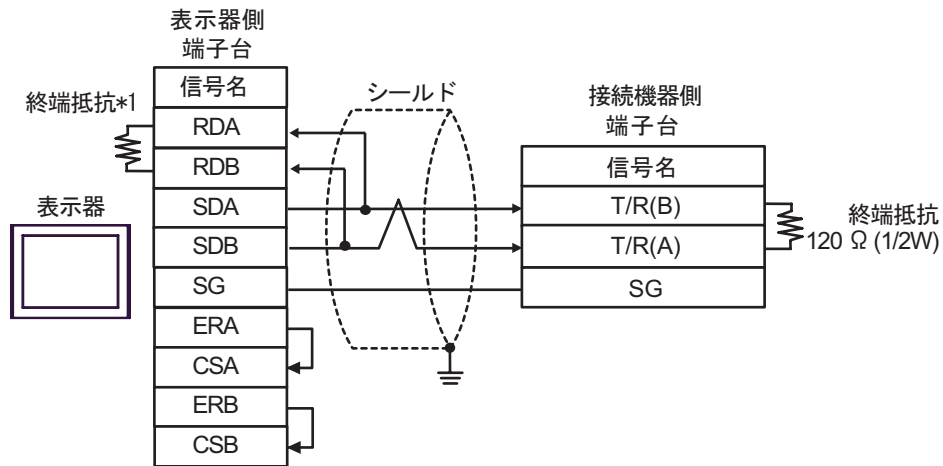 表示器側
端子台
信号名
終端抵抗*1
RDA
RDB
SDA
SDB
SG
ERA
CSA
ERB
CSB
表示器
シールド
接続機器側
端子台
信号名
T/R(B)
T/R(A)
SG
終端抵抗
120 Ω (1/2W)